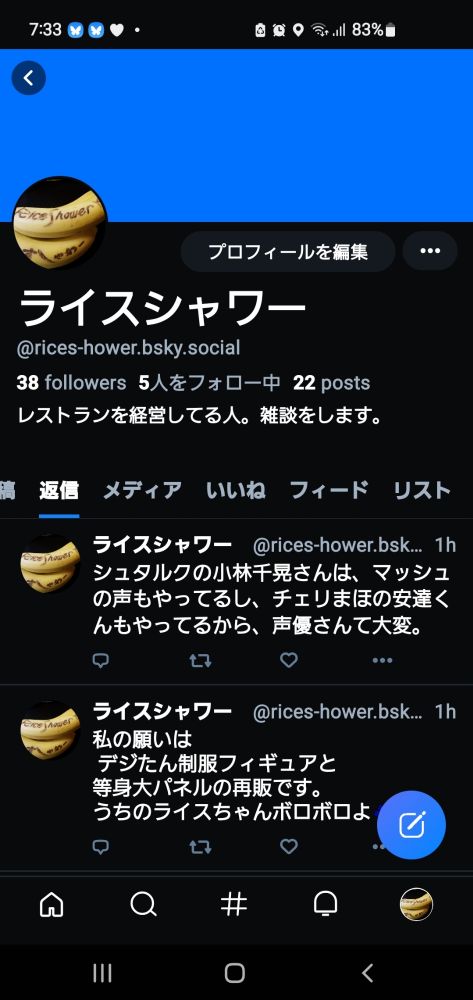 7:33
83%
Rice Shower
プロフィールを編集
ライスシャワー
@rices-hower.bsky.social
38 followers 5人をフォロー中 22 posts
レストランを経営してる人。雑談をします。
稿 返信 メディア いいね フィード リスト
ライスシャワー @rices-hower.bsk... 1h
シュタルクの小林千晃さんは、マッシュ
の声もやってるし、チェリまほの安達く
んもやってるから、声優さんて大変。
ライスシャワー @rices-hower.bsk... 1h
私の願いは
デジたん制服フィギュアと
等身大パネルの再販です。
うちのライスちゃんボロボロよ